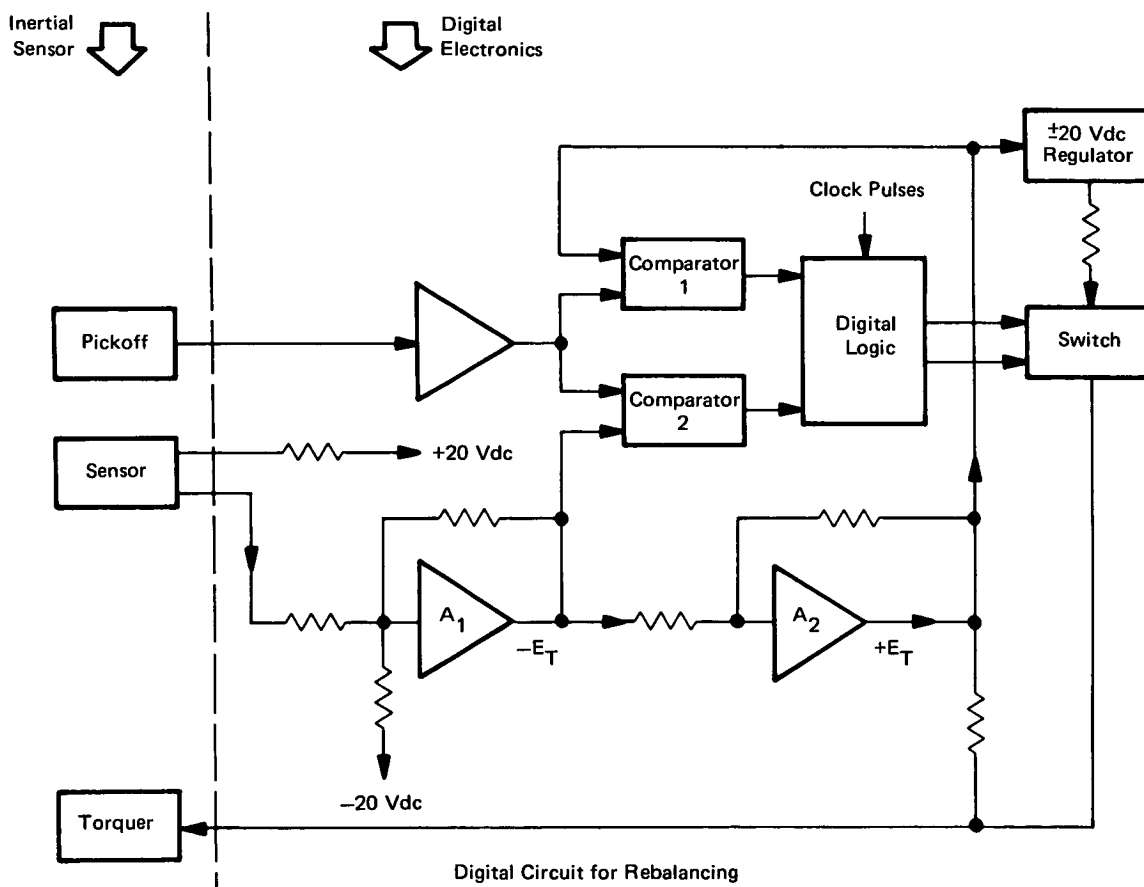 Inertial
Sensor
Digital
Electronics
±20 Vdc
Regulator
Clock Pulses
Comparator
1
Pickoff
Digital
Logic
Switch
Comparator
2
Sensor
+20 Vdc
A1
−ET
A2
+ET
−20 Vdc
Torquer
Digital Circuit for Rebalancing